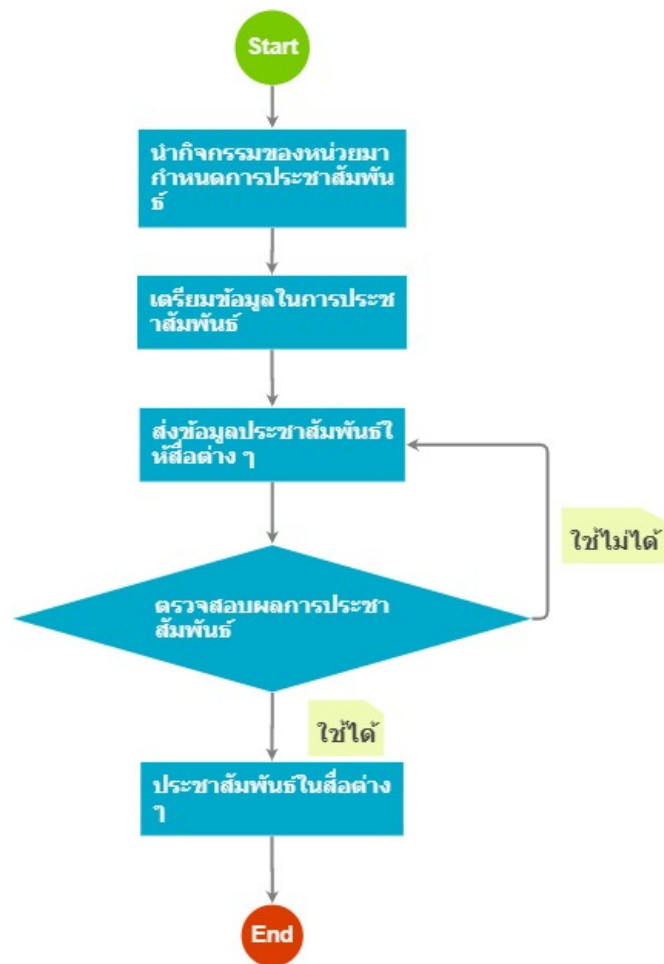 Start
นำกิจกรรมของหน่วยมา
กำหนดการประชาสัมพัน
ธ์
เตรียมข้อมูลในการประช
าสัมพันธ์
ส่งข้อมูลประชาสัมพันธ์ใ
ห้สื่อต่าง ๆ
ใช้ไม่ได้
ตรวจสอบผลการประชา
สัมพันธ์
ใช้ได้
ประชาสัมพันธ์ในสื่อต่าง
ๆ
End